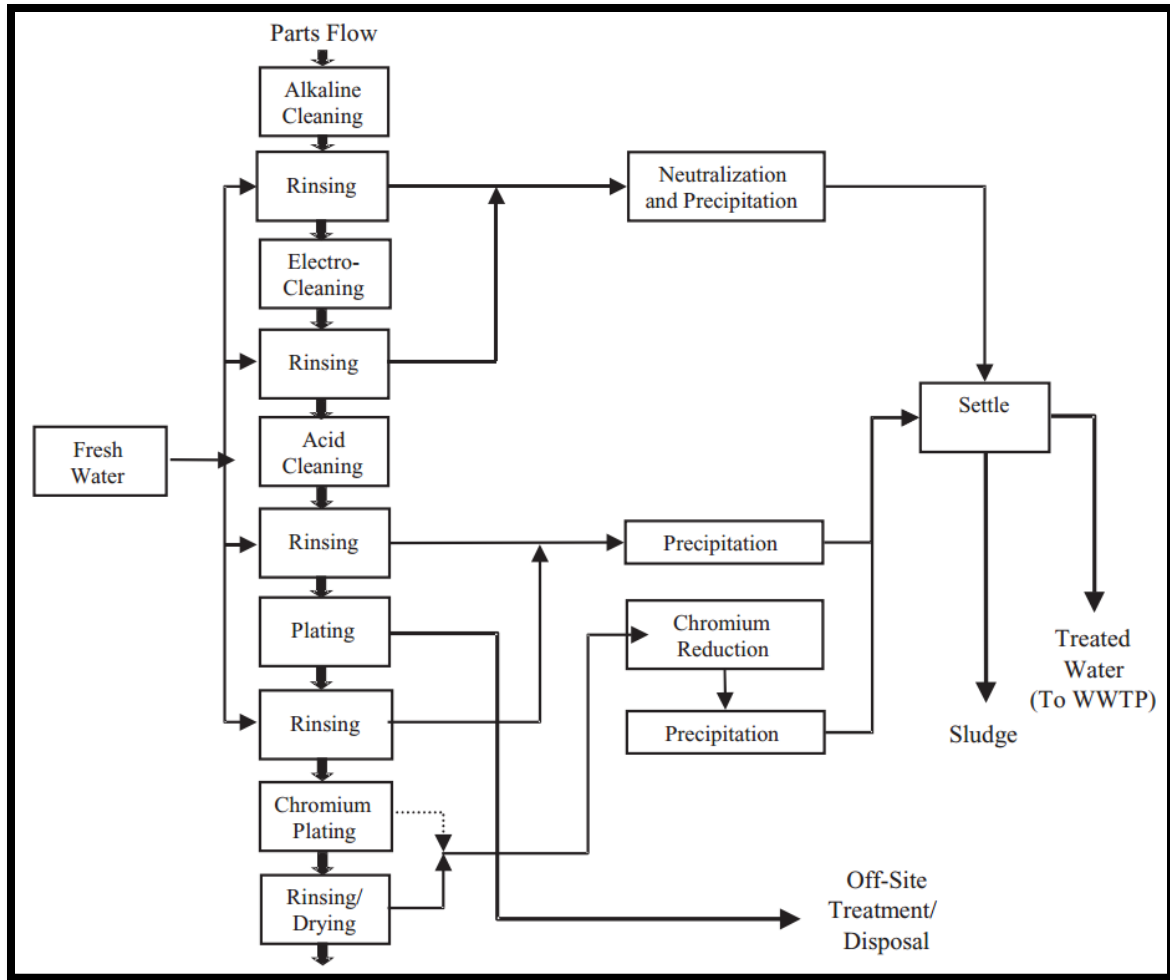 Parts Flow
Alkaline
Cleaning
Rinsing
Neutralization
and Precipitation
Electro-
Cleaning
Rinsing
Settle
Fresh
Water
Acid
Cleaning
Rinsing
Precipitation
Plating
Chromium
Reduction
Treated
Water
(To WWTP)
Rinsing
Precipitation
Sludge
Chromium
Plating
Rinsing/
Drying
Off-Site
Treatment/
Disposal